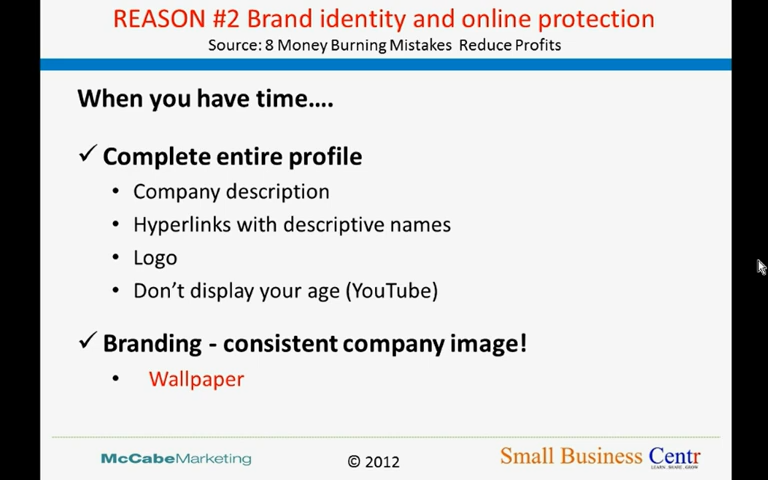 REASON #2 Brand identity and online protection
Source: 8 Money Burning Mistakes Reduce Profits
When you have time....
✓ Complete entire profile
• Company description
• Hyperlinks with descriptive names
• Logo
• Don't display your age (YouTube)
✓ Branding - consistent company image!
• Wallpaper
McCabeMarketing
© 2012
Small Business Centr
LEARN. SHARE. GROW